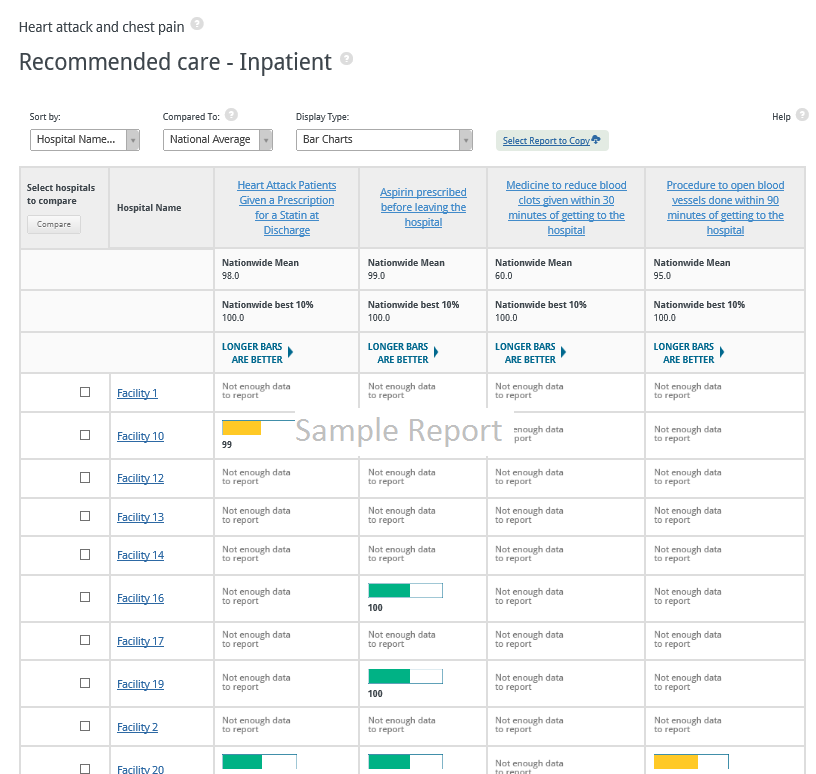 Heart attack and chest pain ?
Recommended care - Inpatient ?
Sort by:
Compared To: ?
Display Type:
Help ?
Hospital Name...
National Average
Bar Charts
Select Report to Copy
Select hospitals
to compare
Compare
Hospital Name
Heart Attack Patients
Given a Prescription
for a Statin at
Discharge
Aspirin prescribed
before leaving the
hospital
Medicine to reduce blood
clots given within 30
minutes of getting to the
hospital
Procedure to open blood
vessels done within 90
minutes of getting to the
hospital
Nationwide Mean
98.0
Nationwide Mean
99.0
Nationwide Mean
60.0
Nationwide Mean
95.0
Nationwide best 10%
100.0
Nationwide best 10%
100.0
Nationwide best 10%
100.0
Nationwide best 10%
100.0
LONGER BARS
ARE BETTER
LONGER BARS
ARE BETTER
LONGER BARS
ARE BETTER
LONGER BARS
ARE BETTER
Facility 1
Not enough data
to report
Not enough data
to report
Not enough data
to report
Not enough data
to report
Facility 10
99
Sample Report
enough data
port
Not enough data
to report
Facility 12
Not enough data
to report
Not enough data
to report
Not enough data
to report
Not enough data
to report
Facility 13
Not enough data
to report
Not enough data
to report
Not enough data
to report
Not enough data
to report
Facility 14
Not enough data
to report
Not enough data
to report
Not enough data
to report
Not enough data
to report
Facility 16
Not enough data
to report
100
Not enough data
to report
Not enough data
to report
Facility 17
Not enough data
to report
Not enough data
to report
Not enough data
to report
Not enough data
to report
Facility 19
Not enough data
to report
100
Not enough data
to report
Not enough data
to report
Facility 2
Not enough data
to report
Not enough data
to report
Not enough data
to report
Not enough data
to report
Facility 20
Not enough data
to report